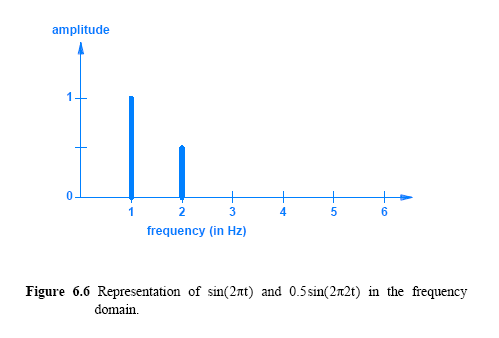 amplitude
1
0
1 2 3 4 5 6
frequency (in Hz)
Figure 6.6 Representation of sin(2πt) and 0.5sin(2π2t) in the frequency
domain.